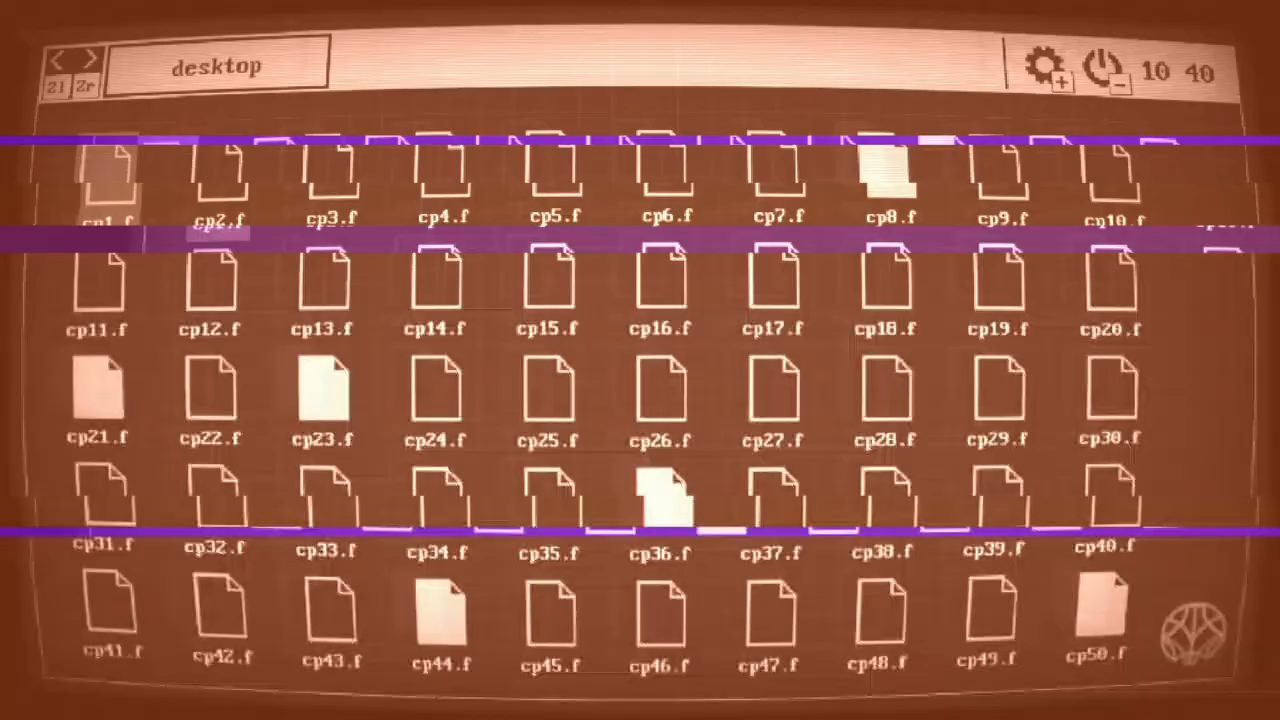 desktop
10 40
21 Zr
cp1.f cp2.f cp3.f cp4.f cp5.f cp6.f cp7.f cp8.f cp9.f cp10.f
cp11.f cp12.f cp13.f cp14.f cp15.f cp16.f cp17.f cp18.f cp19.f cp20.f
cp21.f cp22.f cp23.f cp24.f cp25.f cp26.f cp27.f cp28.f cp29.f cp30.f
cp31.f cp32.f cp33.f cp34.f cp35.f cp36.f cp37.f cp38.f cp39.f cp40.f
cp41.f cp42.f cp43.f cp44.f cp45.f cp46.f cp47.f cp48.f cp49.f cp50.f